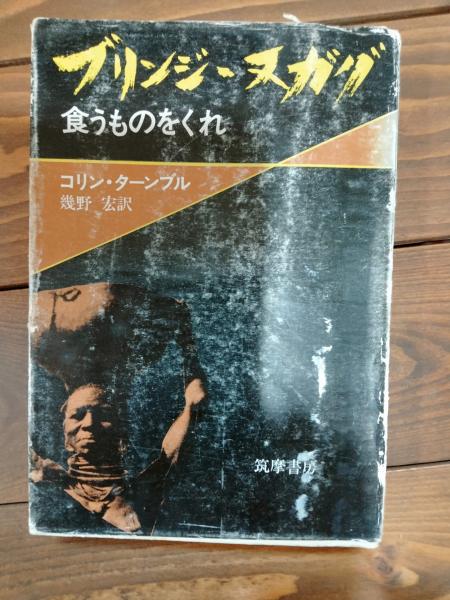 ブリンジ・ヌガグ
食うものをくれ
コリン・ターンブル
幾野 宏訳
筑摩書房